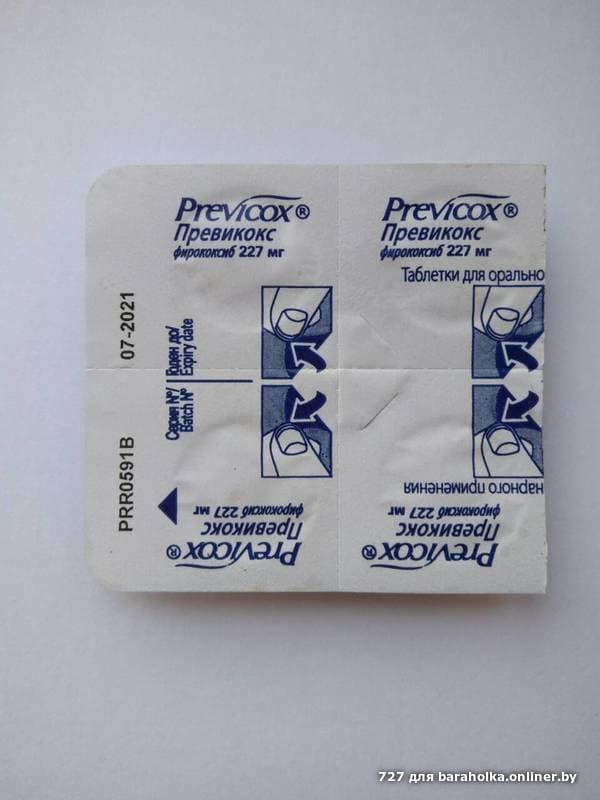 Previcox®
Превикокс
фирококсиб 227 мг
Previcox®
Превикокс
фирококсиб 227 мг
Таблетки для орально
07-2021
Годен до/
Expiry date
Серия №/
Batch №
PRR0591B
нарного применения
фирококсиб 227 мг
Превикокс
Previcox®
фирококсиб 227 мг
Превикокс
Previcox®
727 для baraholka.onliner.by